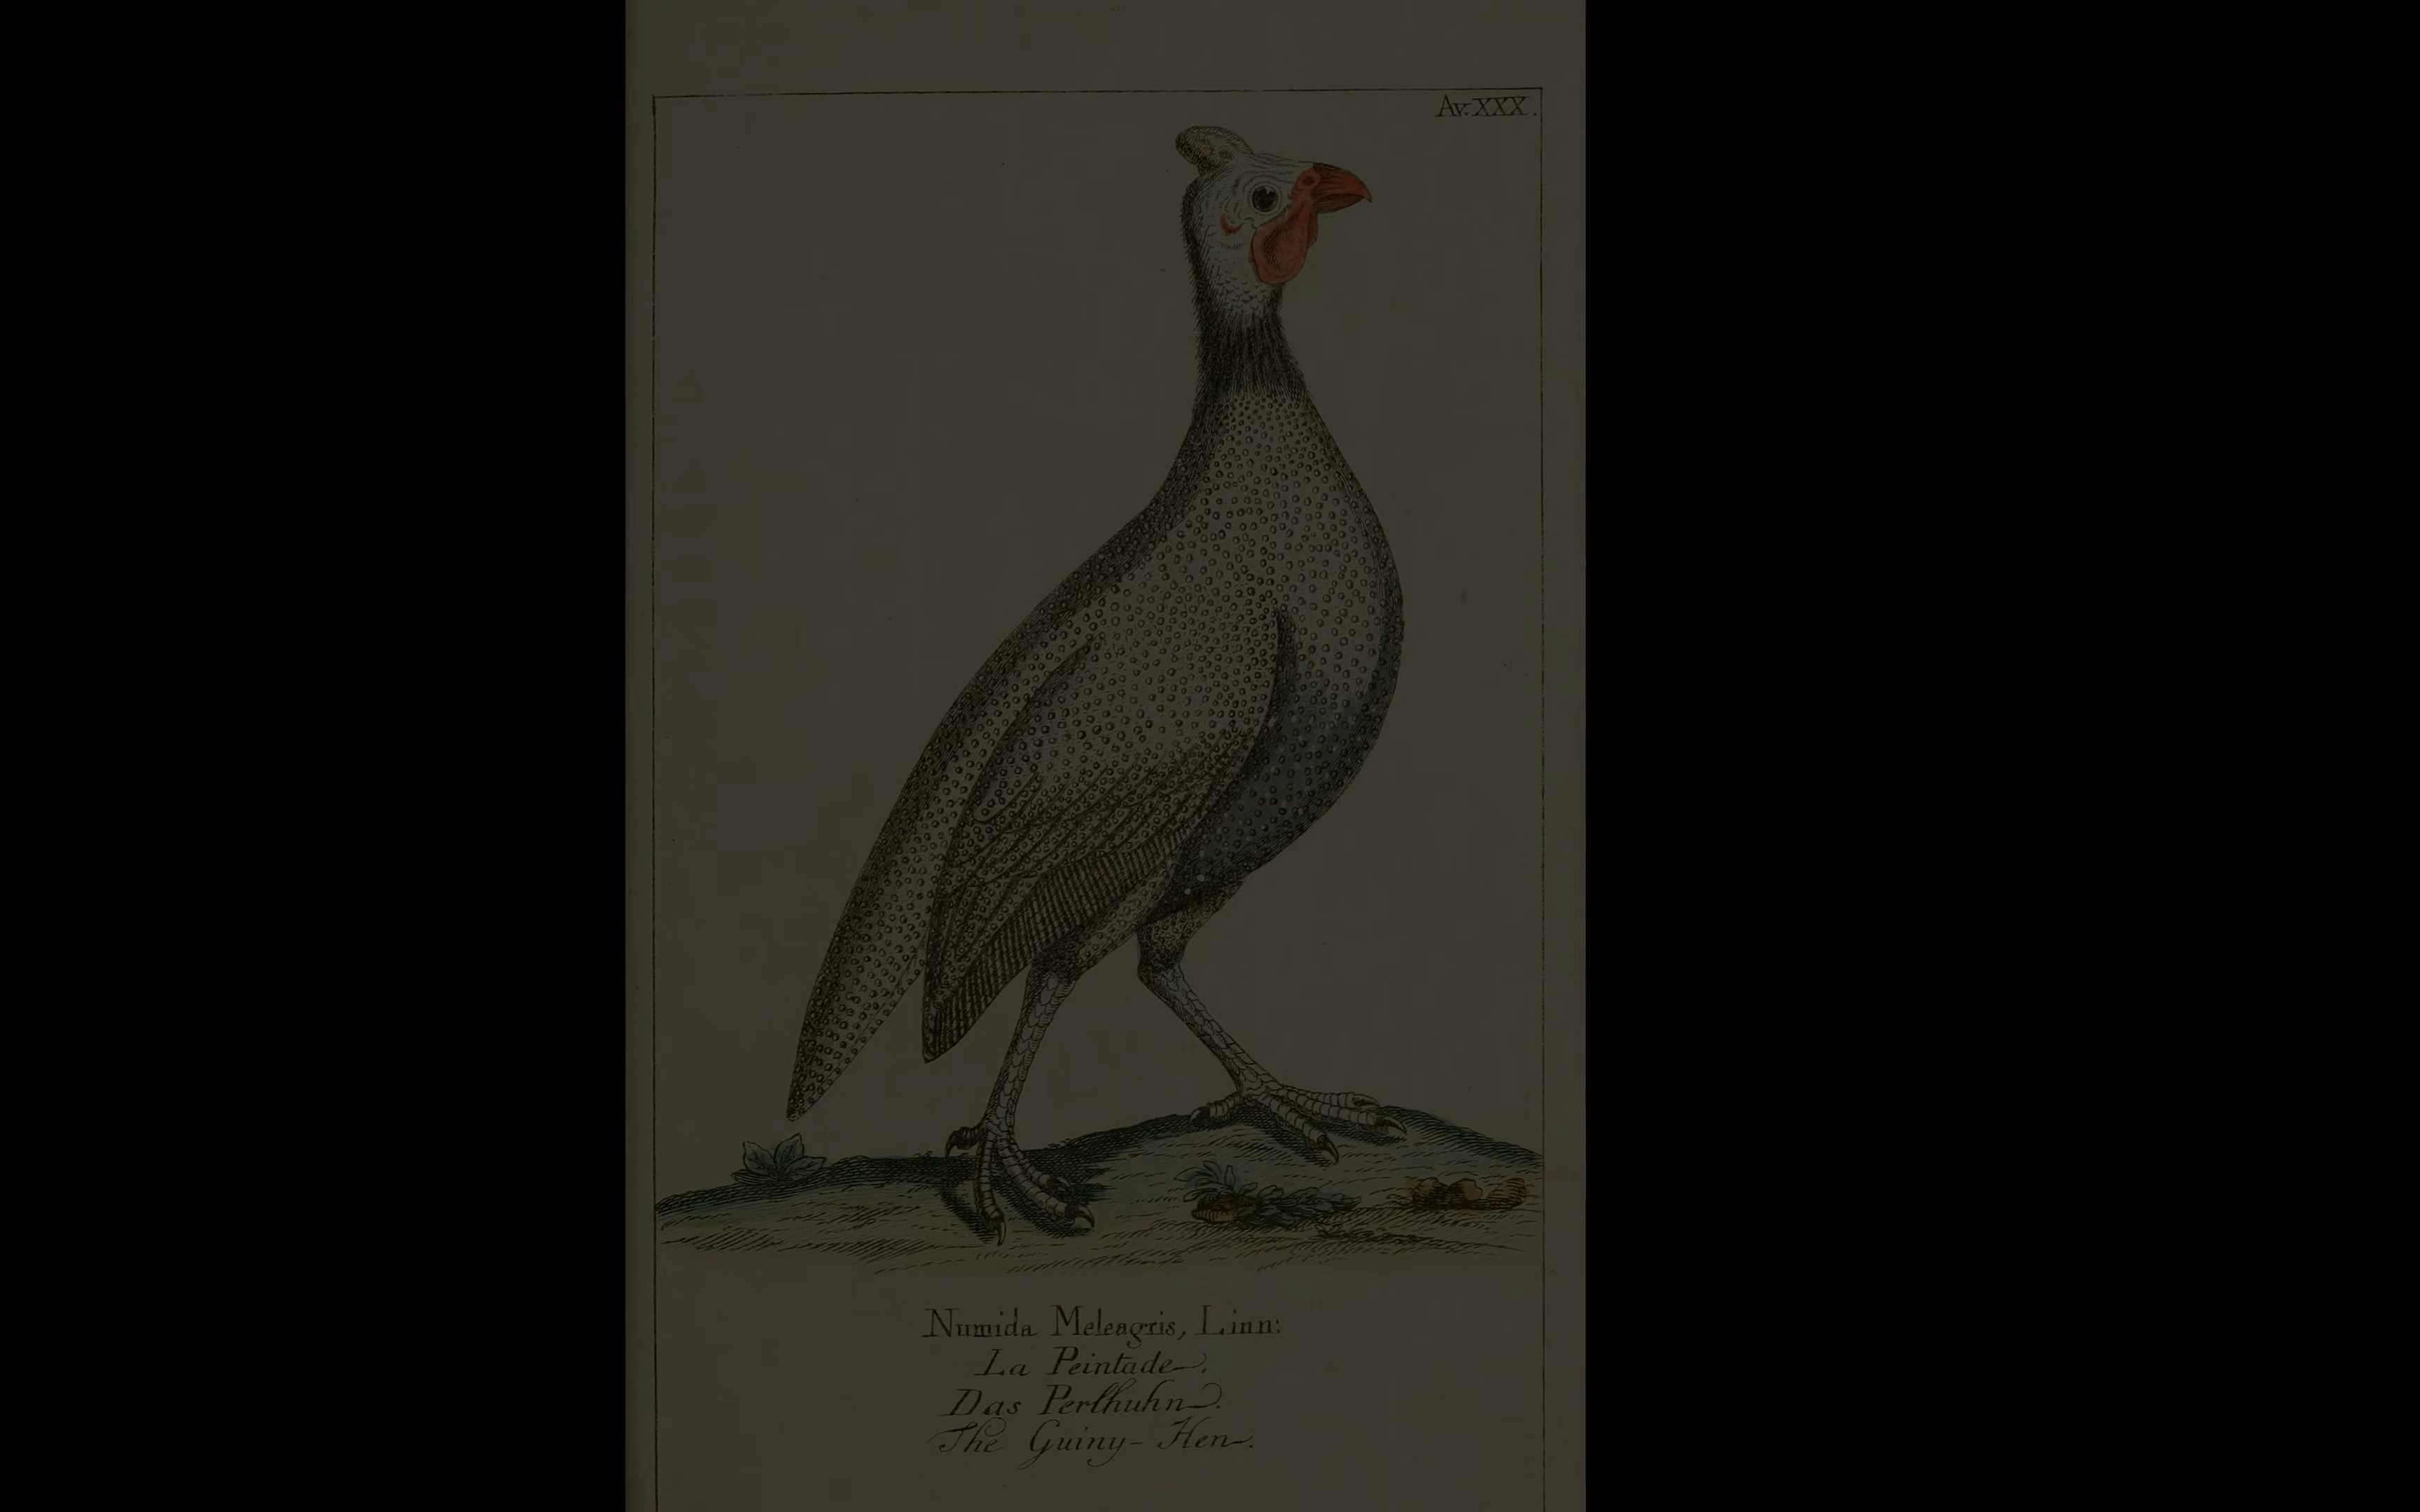 Av. XXX.
Numida Meleagris, Linn:
La Peintade.
Das Perlhuhn.
The Guiny-Hen.